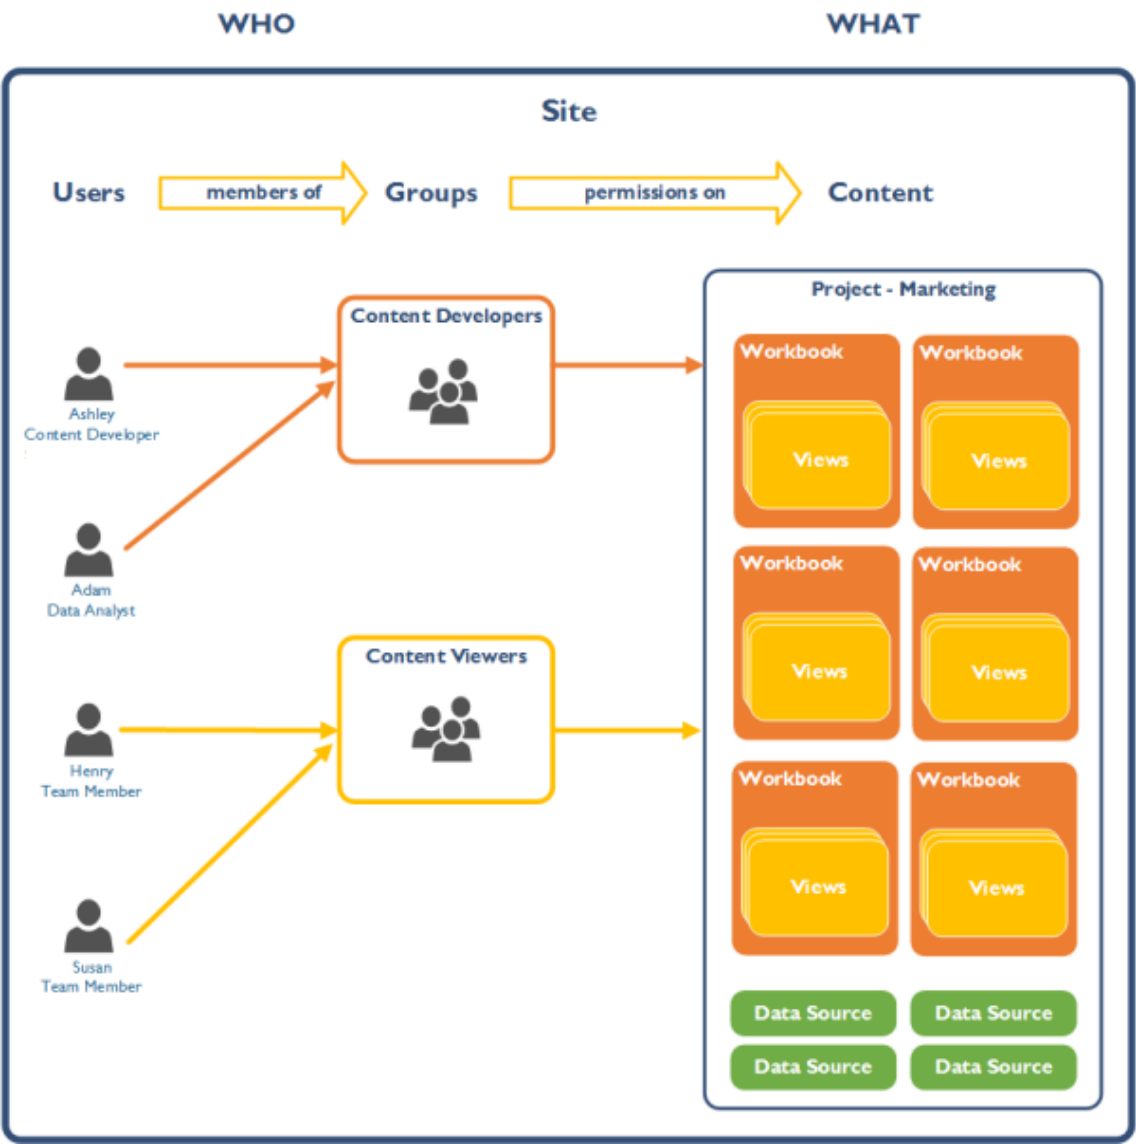 WHO
WHAT
Site
Users
members of
Groups
permissions on
Content
Ashley
Content Developer
Adam
Data Analyst
Henry
Team Member
Susan
Team Member
Content Developers
Content Viewers
Project - Marketing
Workbook
Views
Workbook
Views
Workbook
Views
Workbook
Views
Workbook
Views
Workbook
Views
Data Source
Data Source
Data Source
Data Source